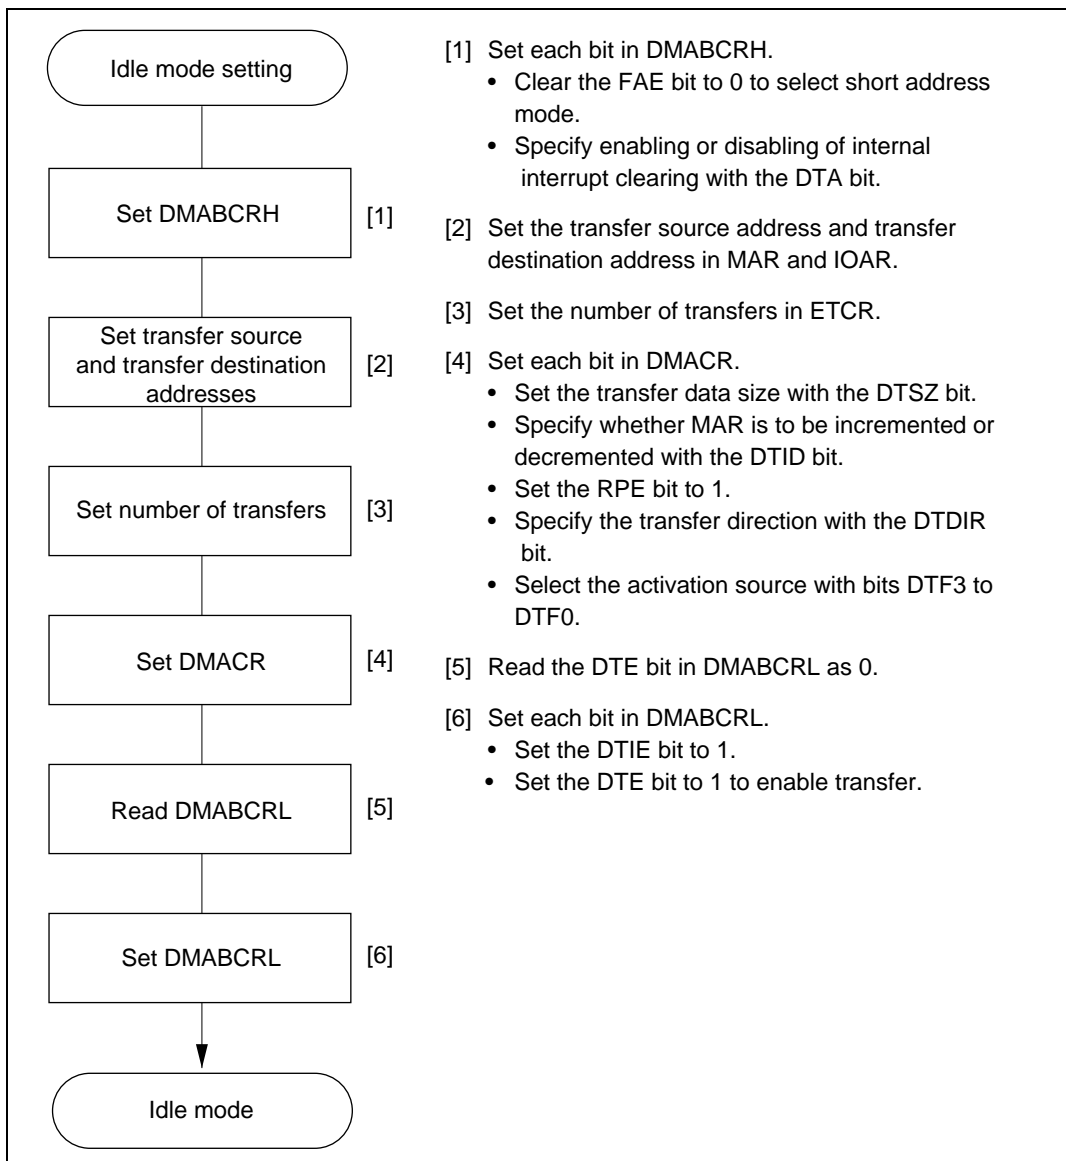 Idle mode setting
Set DMABCRH
[1]
Set transfer source
and transfer destination
addresses
[2]
Set number of transfers
[3]
Set DMACR
[4]
Read DMABCRL
[5]
Set DMABCRL
[6]
Idle mode
[1] Set each bit in DMABCRH.
• Clear the FAE bit to 0 to select short address
mode.
• Specify enabling or disabling of internal
interrupt clearing with the DTA bit.
[2] Set the transfer source address and transfer
destination address in MAR and IOAR.
[3] Set the number of transfers in ETCR.
[4] Set each bit in DMACR.
• Set the transfer data size with the DTSZ bit.
• Specify whether MAR is to be incremented or
decremented with the DTID bit.
• Set the RPE bit to 1.
• Specify the transfer direction with the DTDIR
bit.
• Select the activation source with bits DTF3 to
DTF0.
[5] Read the DTE bit in DMABCRL as 0.
[6] Set each bit in DMABCRL.
• Set the DTIE bit to 1.
• Set the DTE bit to 1 to enable transfer.